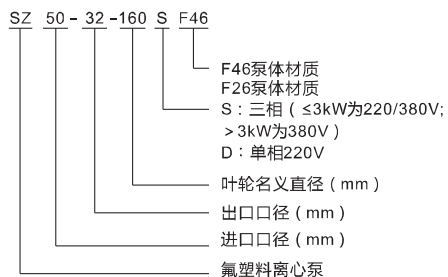 SZ 50-32-160 S F46
F46泵体材质
F26泵体材质
S：三相（≤3kW为220/380V;
＞3kW为380V）
D：单相220V
叶轮名义直径（mm）
出口口径（mm）
进口口径（mm）
氟塑料离心泵